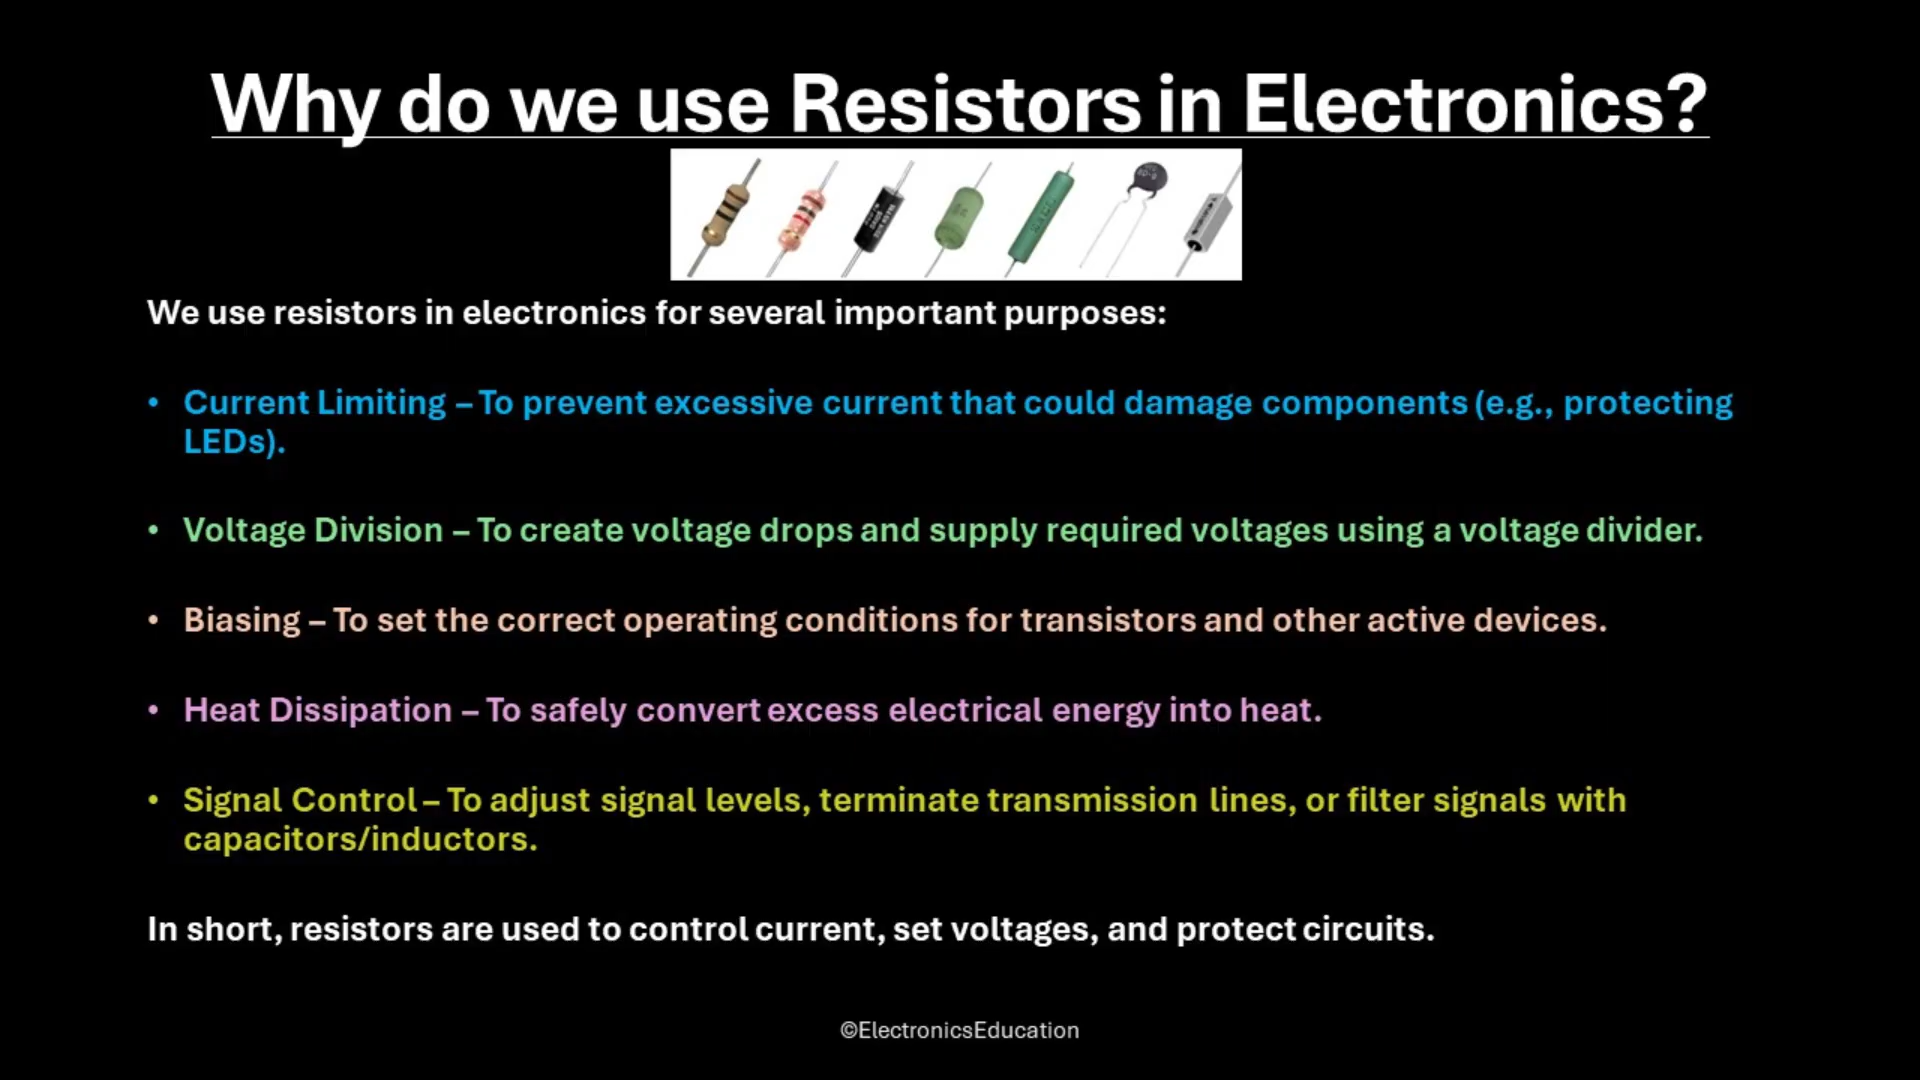 Why do we use Resistors in Electronics?
We use resistors in electronics for several important purposes:
• Current Limiting – To prevent excessive current that could damage components (e.g., protecting
LEDs).
• Voltage Division – To create voltage drops and supply required voltages using a voltage divider.
• Biasing – To set the correct operating conditions for transistors and other active devices.
• Heat Dissipation – To safely convert excess electrical energy into heat.
• Signal Control – To adjust signal levels, terminate transmission lines, or filter signals with
capacitors/inductors.
In short, resistors are used to control current, set voltages, and protect circuits.
©ElectronicsEducation